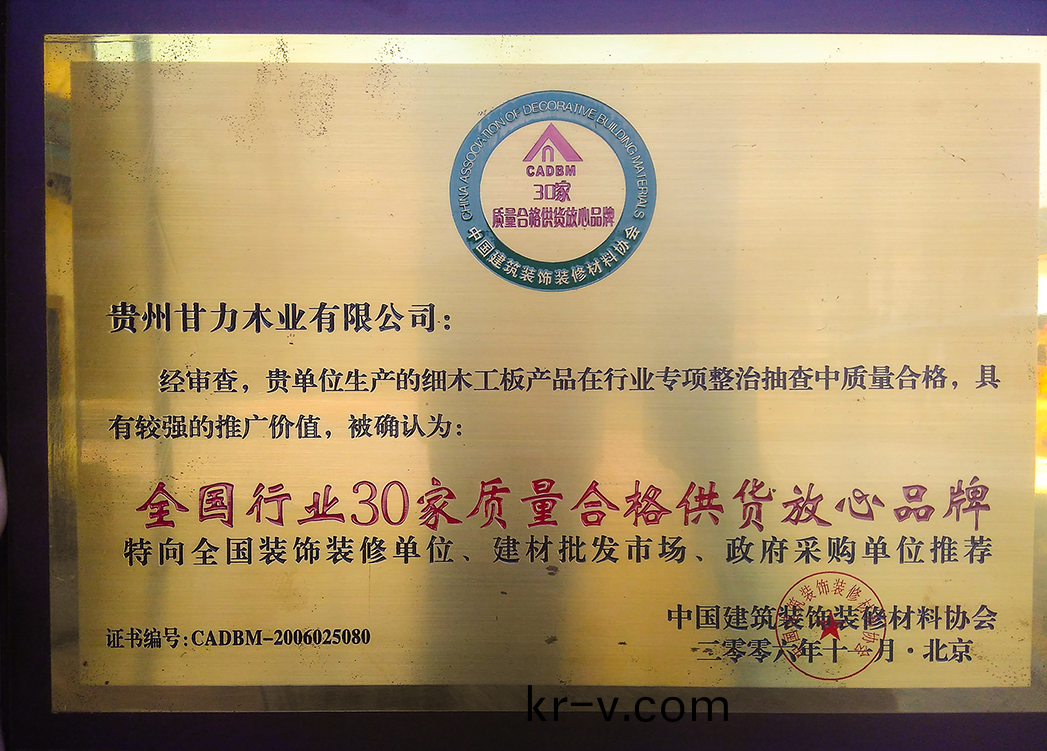 CHINA ASSOCIATION OF DECORATIVE BUILDING MATERIALS
CADBM
30家
质量合格供货放心品牌
中国建筑装饰装修材料协会
贵州甘力木业有限公司：
经审查，贵单位生产的细木工板产品在行业专项整治抽查中质量合格，具
有较强的推广价值，被确认为：
全国行业30家质量合格供货放心品牌
特向全国装饰装修单位、建材批发市场、政府采购单位推荐
中国建筑装饰装修材料协会
证书编号:CADBM-2006025080
二零零六年十一月·北京
kr-v.com